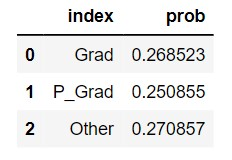 index prob
0 Grad 0.268523
1 P_Grad 0.250855
2 Other 0.270857